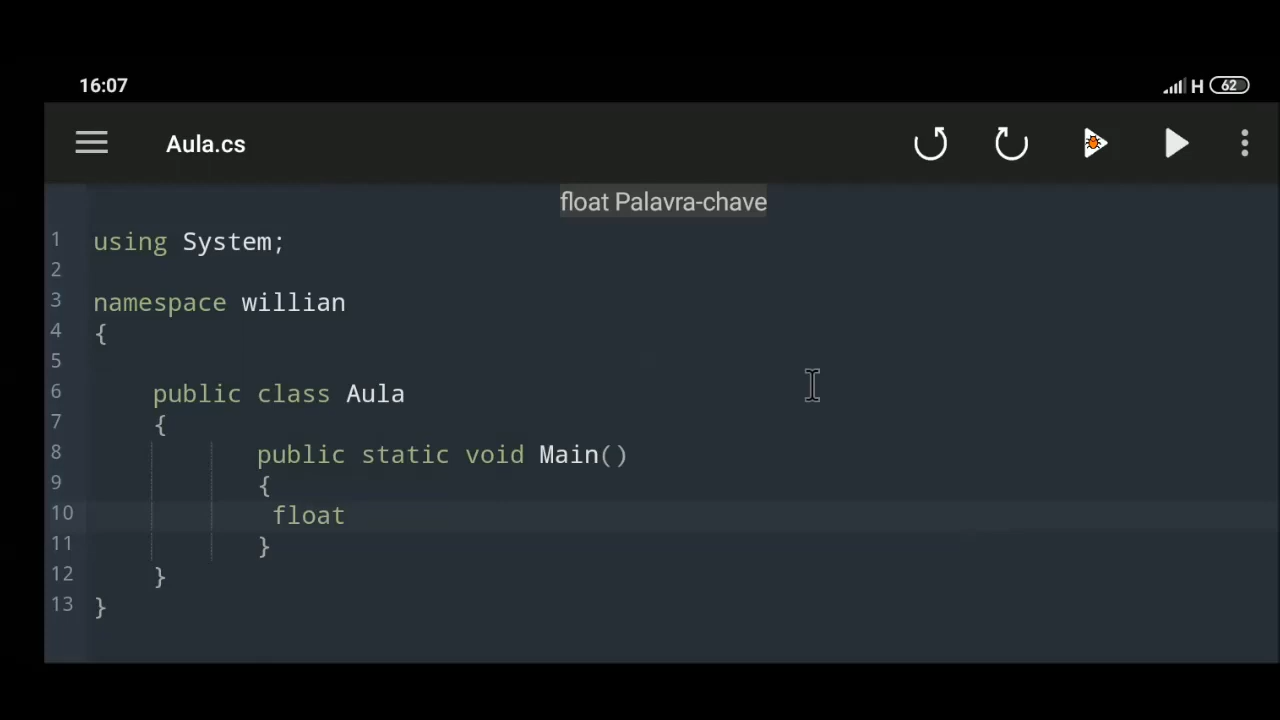 16:07
H 62
Aula.cs
float Palavra-chave
1 using System;
2
3 namespace willian
4 {
5
6 public class Aula
7 {
8 public static void Main()
9 {
10 float
11 }
12 }
13 }